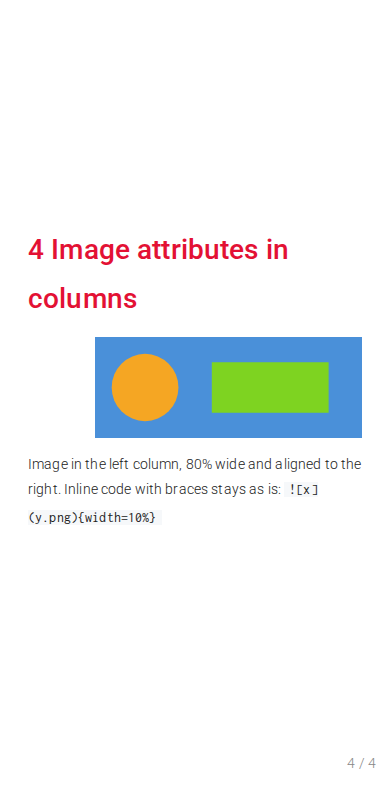 4 Image attributes in
columns
Image in the left column, 80% wide and aligned to the
right. Inline code with braces stays as is: ![x]
(y.png){width=10%}
4 / 4